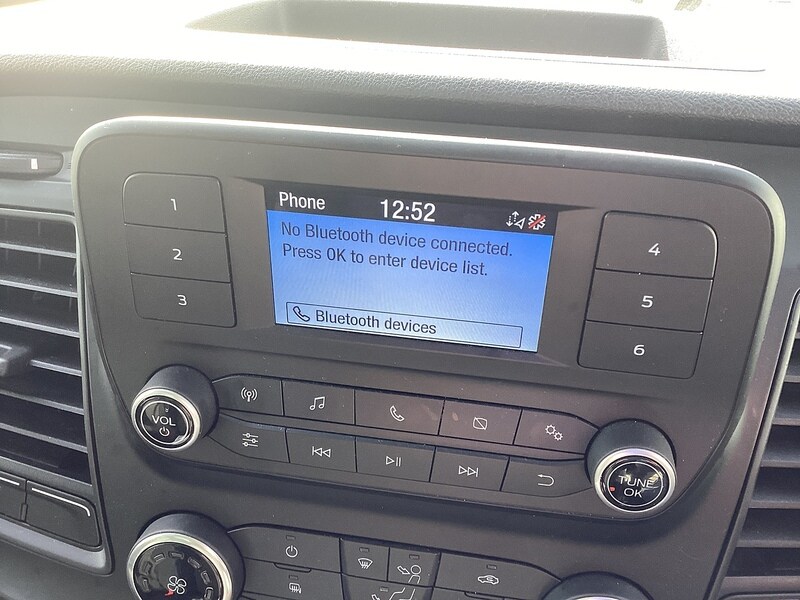 Phone 12:52
No Bluetooth device connected.
Press OK to enter device list.
Bluetooth devices
1
2
3
4
5
6
VOL
TUNE
OK